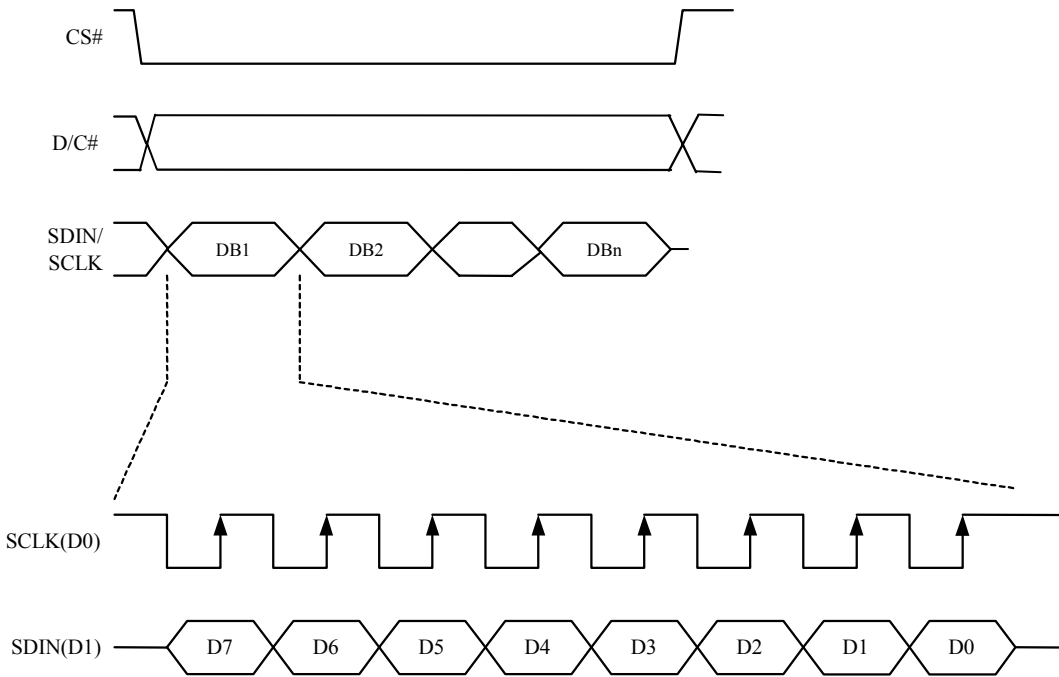 CS#
D/C#
SDIN/
SCLK
DB1 DB2 DBn
SCLK(D0)
SDIN(D1) D7 D6 D5 D4 D3 D2 D1 D0